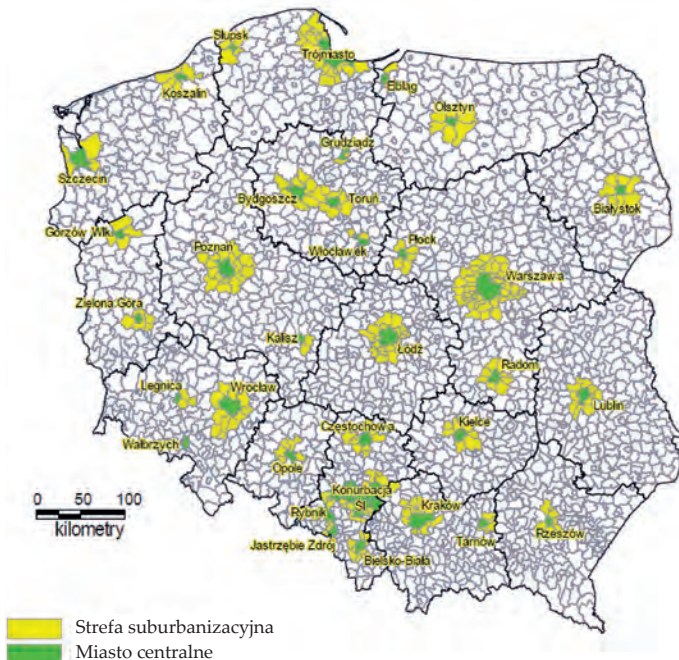 Słupsk
Trójmiasto
Koszalin
Elbląg
Olsztyn
Grudziądz
Szczecin
Bydgoszcz
Toruń
Białystok
Gorzów Wlk
Włocławek
Płock
Poznań
Warszawa
Zielona Góra
Kalisz
Łódź
Radom
Legnica
Wrocław
Lublin
Wałbrzych
Częstochowa
Kielce
Opole
Konurbacja
Śl.
Kraków
Rybnik
Tarnów
Rzeszów
Jastrzębie Zdrój
Bielsko-Biała
0 50 100
kilometry
Strefa suburbanizacyjna
Miasto centralne